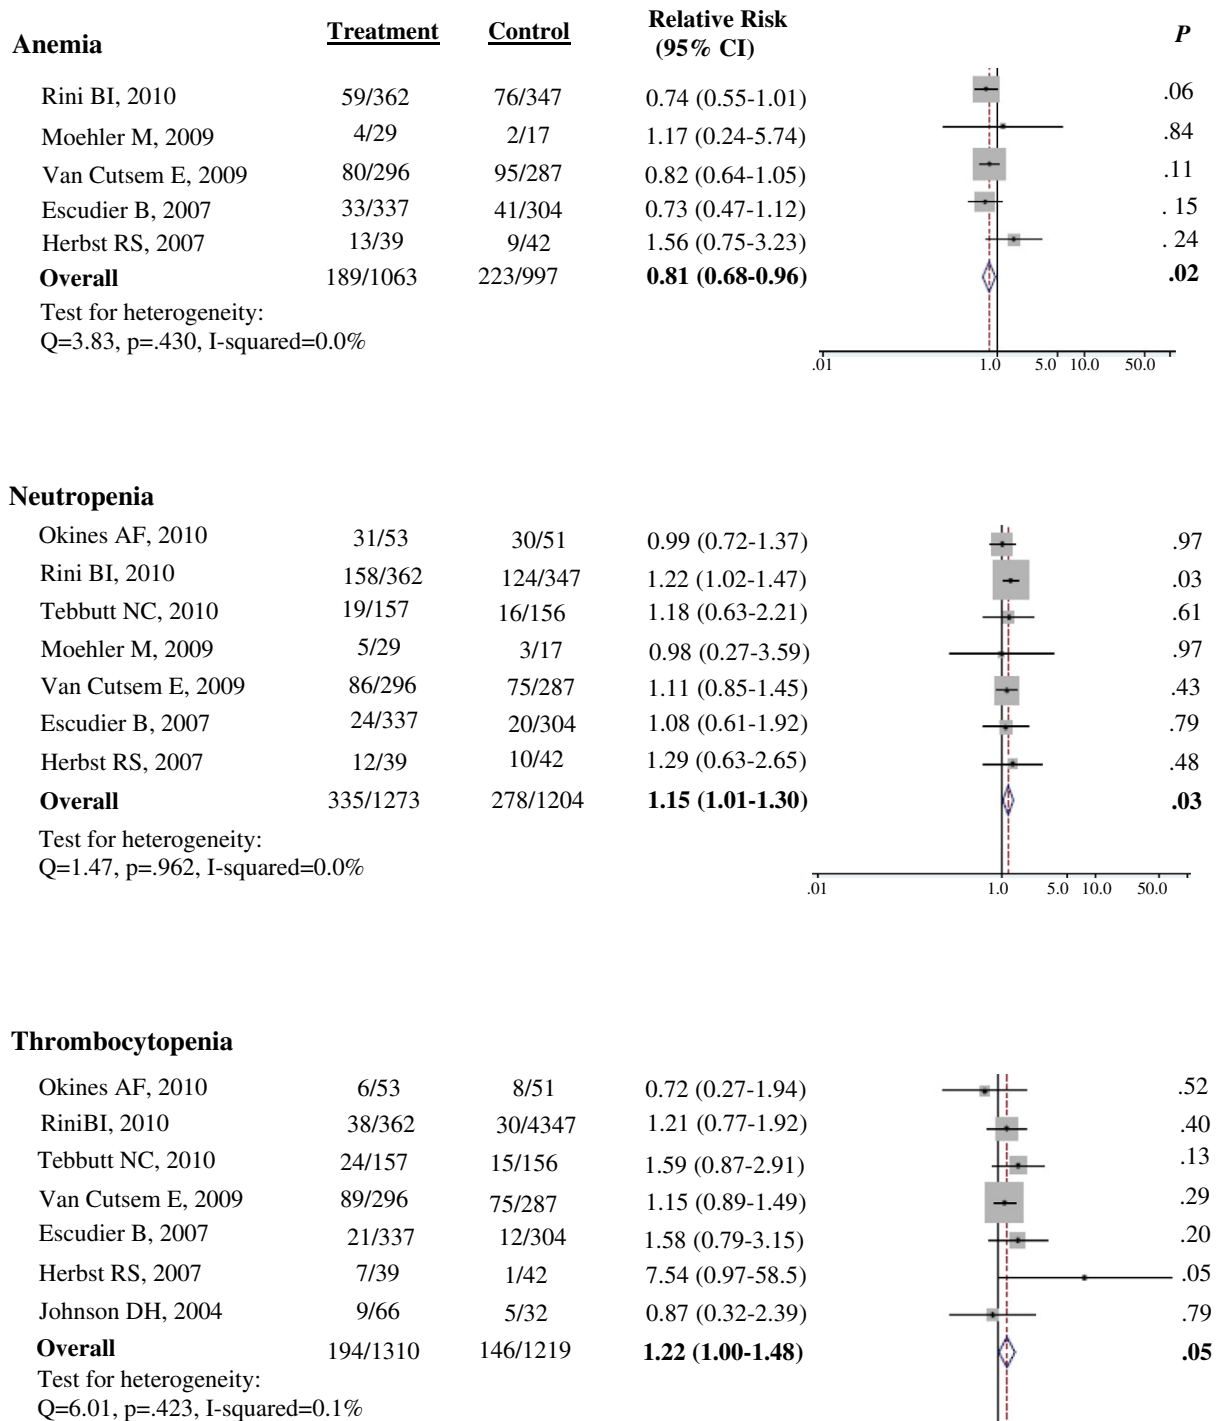 Anemia Treatment Control Relative Risk (95% CI) P
Rini BI, 2010 59/362 76/347 0.74 (0.55-1.01) .06
Moehler M, 2009 4/29 2/17 1.17 (0.24-5.74) .84
Van Cutsem E, 2009 80/296 95/287 0.82 (0.64-1.05) .11
Escudier B, 2007 33/337 41/304 0.73 (0.47-1.12) . 15
Herbst RS, 2007 13/39 9/42 1.56 (0.75-3.23) . 24
Overall 189/1063 223/997 0.81 (0.68-0.96) .02
Test for heterogeneity:
Q=3.83, p=.430, I-squared=0.0%
.01 1.0 5.0 10.0 50.0
Neutropenia
Okines AF, 2010 31/53 30/51 0.99 (0.72-1.37) .97
Rini BI, 2010 158/362 124/347 1.22 (1.02-1.47) .03
Tebbutt NC, 2010 19/157 16/156 1.18 (0.63-2.21) .61
Moehler M, 2009 5/29 3/17 0.98 (0.27-3.59) .97
Van Cutsem E, 2009 86/296 75/287 1.11 (0.85-1.45) .43
Escudier B, 2007 24/337 20/304 1.08 (0.61-1.92) .79
Herbst RS, 2007 12/39 10/42 1.29 (0.63-2.65) .48
Overall 335/1273 278/1204 1.15 (1.01-1.30) .03
Test for heterogeneity:
Q=1.47, p=.962, I-squared=0.0%
.01 1.0 5.0 10.0 50.0
Thrombocytopenia
Okines AF, 2010 6/53 8/51 0.72 (0.27-1.94) .52
RiniBI, 2010 38/362 30/4347 1.21 (0.77-1.92) .40
Tebbutt NC, 2010 24/157 15/156 1.59 (0.87-2.91) .13
Van Cutsem E, 2009 89/296 75/287 1.15 (0.89-1.49) .29
Escudier B, 2007 21/337 12/304 1.58 (0.79-3.15) .20
Herbst RS, 2007 7/39 1/42 7.54 (0.97-58.5) .05
Johnson DH, 2004 9/66 5/32 0.87 (0.32-2.39) .79
Overall 194/1310 146/1219 1.22 (1.00-1.48) .05
Test for heterogeneity:
Q=6.01, p=.423, I-squared=0.1%